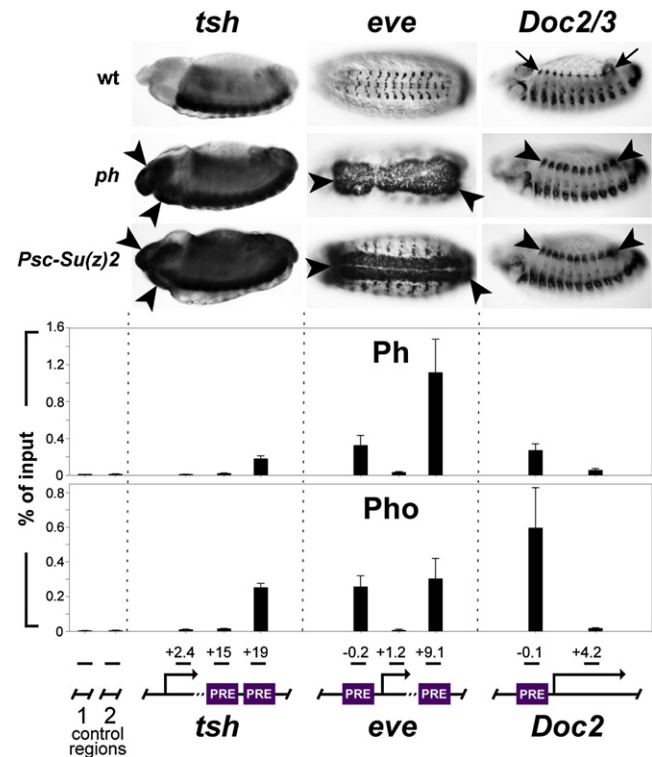 tsh eve Doc2/3
wt
ph
Psc-Su(z)2
1.6
1.2
0.8
0.4
0
Ph
% of input
0.8
0.6
0.4
0.2
0
Pho
+2.4 +15 +19 -0.2 +1.2 +9.1 -0.1 +4.2
PRE PRE PRE PRE PRE
1 2
control
regions
tsh eve Doc2